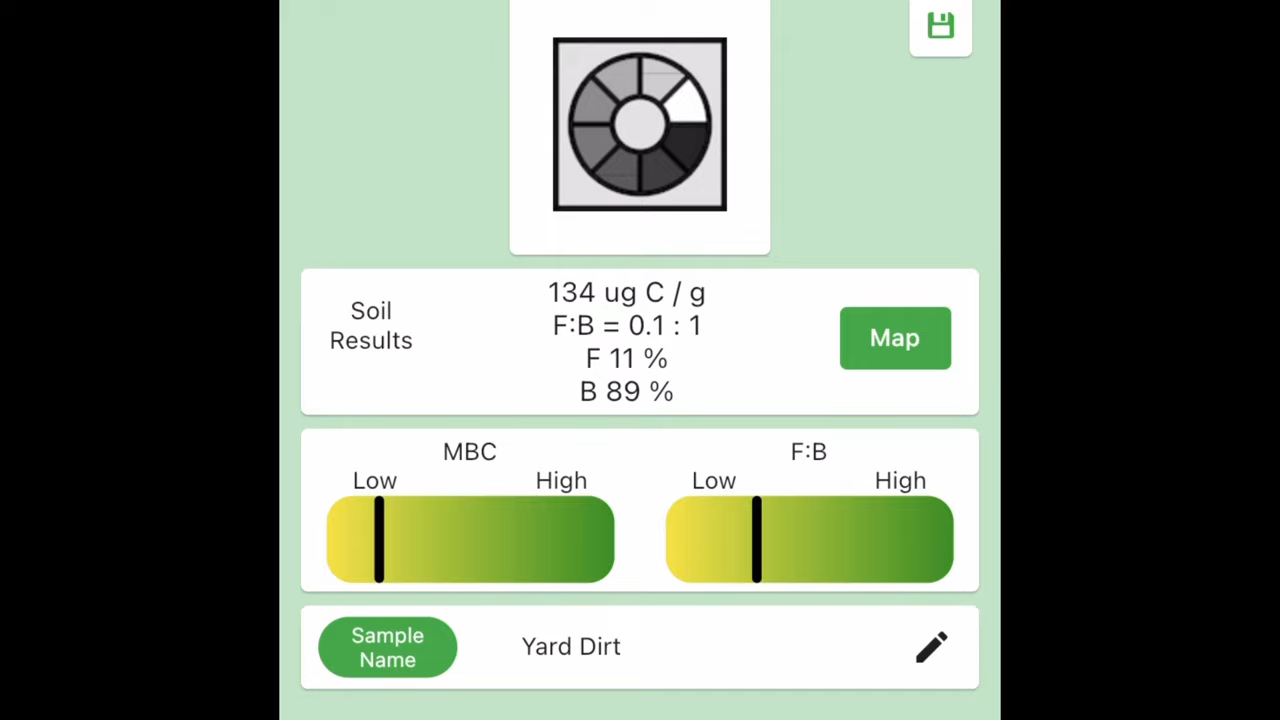 Soil
Results
134 ug C / g
F:B = 0.1 : 1
F 11 %
B 89 %
Map
MBC
Low
High
F:B
Low
High
Sample
Name
Yard Dirt